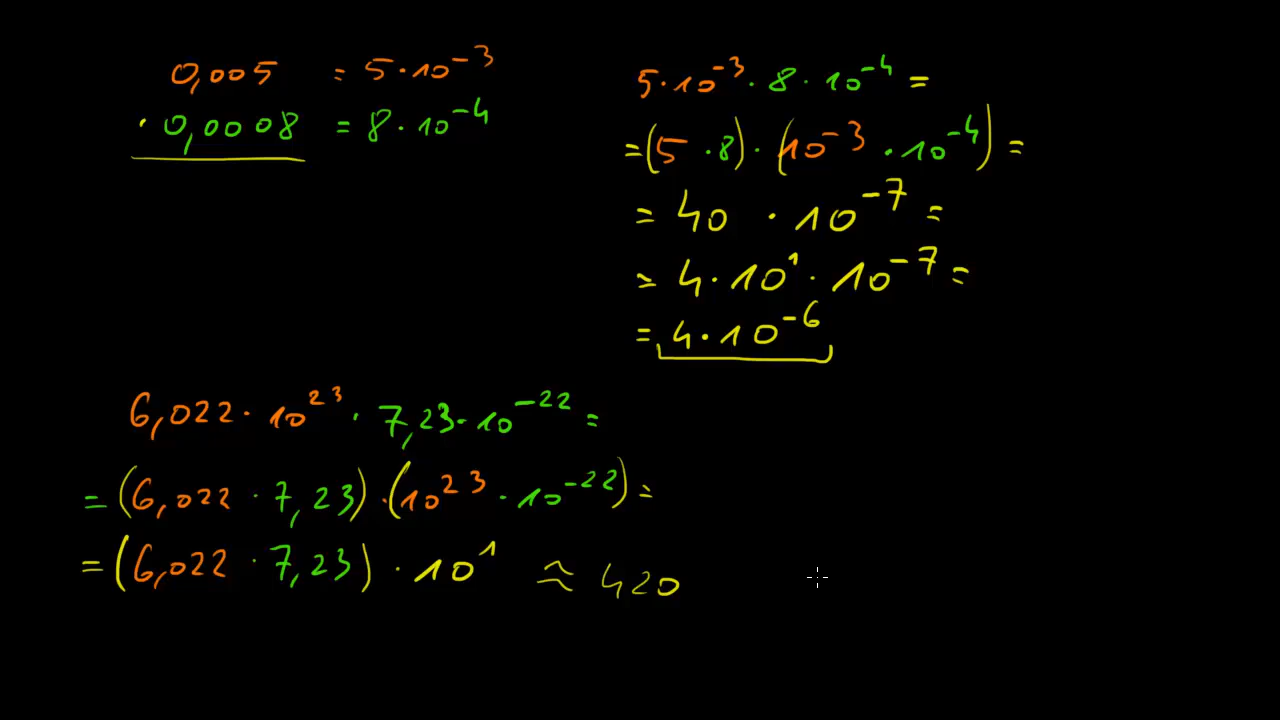 0,005 = 5·10⁻³
· 0,0008 = 8·10⁻⁴
5·10⁻³·8·10⁻⁴ =
= (5·8)·(10⁻³·10⁻⁴) =
= 40 · 10⁻⁷ =
= 4·10¹·10⁻⁷ =
= 4·10⁻⁶
6,022·10²³·7,23·10⁻²² =
= (6,022·7,23)·(10²³·10⁻²²) =
= (6,022·7,23)·10¹ ≈ 420